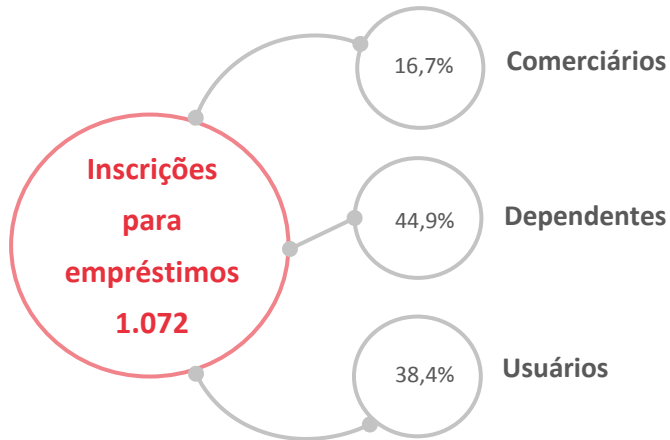 Inscrições
para
empréstimos
1.072
16,7%
Comerciários
44,9%
Dependentes
38,4%
Usuários